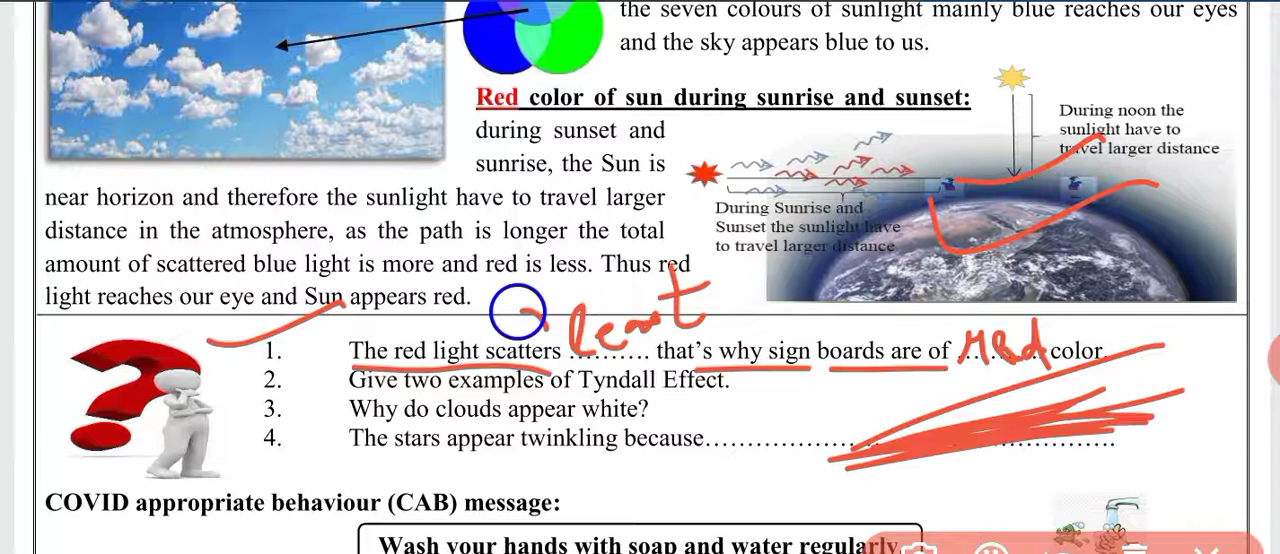 the seven colours of sunlight mainly blue reaches our eyes
and the sky appears blue to us.
Red color of sun during sunrise and sunset:
during sunset and
sunrise, the Sun is
near horizon and therefore the sunlight have to travel larger
distance in the atmosphere, as the path is longer the total
amount of scattered blue light is more and red is less. Thus red
light reaches our eye and Sun appears red.
During noon the
sunlight have to
travel larger distance
During Sunrise and
Sunset the sunlight have
to travel larger distance
1. The red light scatters least that's why sign boards are of Red color.
2. Give two examples of Tyndall Effect.
3. Why do clouds appear white?
4. The stars appear twinkling because……………………………………….
COVID appropriate behaviour (CAB) message:
Wash your hands with soap and water regularly